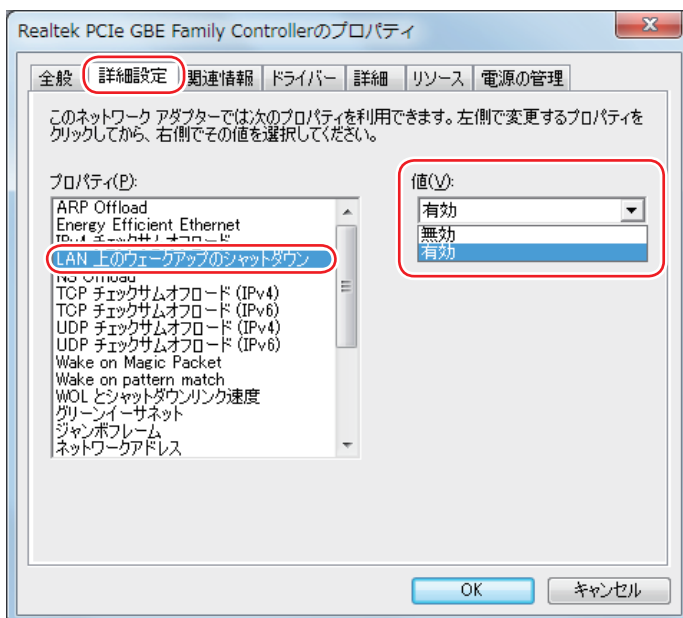 Realtek PCIe GBE Family Controllerのプロパティ
全般 詳細設定 関連情報 ドライバー 詳細 リソース 電源の管理
このネットワーク アダプターでは次のプロパティを利用できます。左側で変更するプロパティを
クリックしてから、右側でその値を選択してください。
プロパティ(P):
値(V):
ARP Offload
Energy Efficient Ethernet
IPv4 チェックサムオフロード
LAN 上のウェークアップのシャットダウン
NS Offload
TCP チェックサムオフロード (IPv4)
TCP チェックサムオフロード (IPv6)
UDP チェックサムオフロード (IPv4)
UDP チェックサムオフロード (IPv6)
Wake on Magic Packet
Wake on pattern match
WOL とシャットダウンリンク速度
グリーンイーサネット
ジャンボフレーム
ネットワークアドレス
有効
無効
有効
OK キャンセル